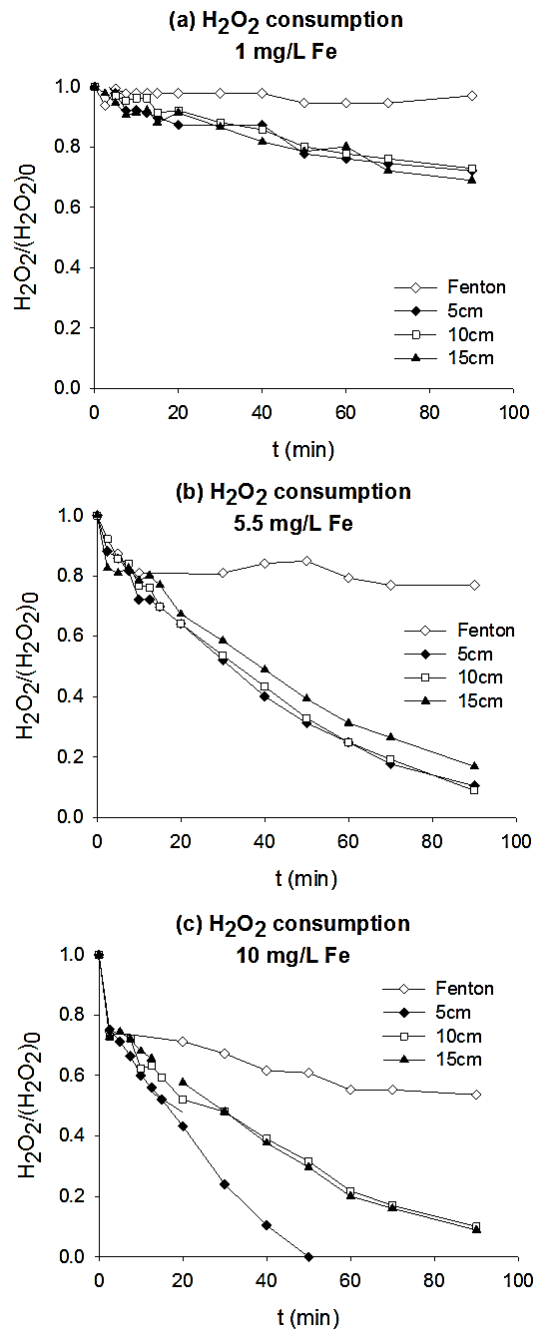 (a) H₂O₂ consumption
1 mg/L Fe
H₂O₂/(H₂O₂)₀
1.0
0.8
0.6
0.4
0.2
0.0
Fenton
5cm
10cm
15cm
0 20 40 60 80 100
t (min)
(b) H₂O₂ consumption
5.5 mg/L Fe
H₂O₂/(H₂O₂)₀
1.0
0.8
0.6
0.4
0.2
0.0
Fenton
5cm
10cm
15cm
0 20 40 60 80 100
t (min)
(c) H₂O₂ consumption
10 mg/L Fe
H₂O₂/(H₂O₂)₀
1.0
0.8
0.6
0.4
0.2
0.0
Fenton
5cm
10cm
15cm
0 20 40 60 80 100
t (min)